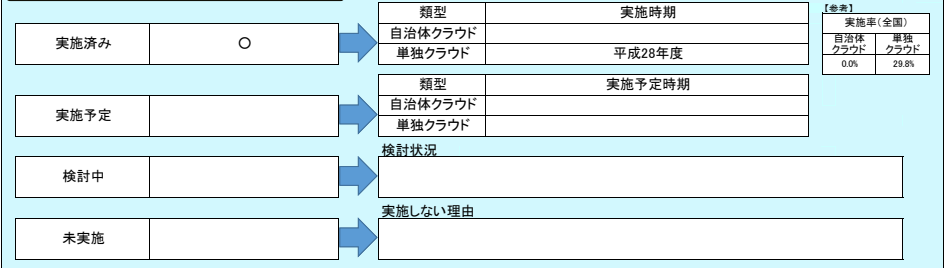 実施済み ○
類型 実施時期
自治体クラウド
単独クラウド 平成28年度
【参考】
実施率(全国)
自治体クラウド 単独クラウド
0.0% 29.8%
実施予定
類型 実施予定時期
自治体クラウド
単独クラウド
検討中
検討状況
未実施
実施しない理由